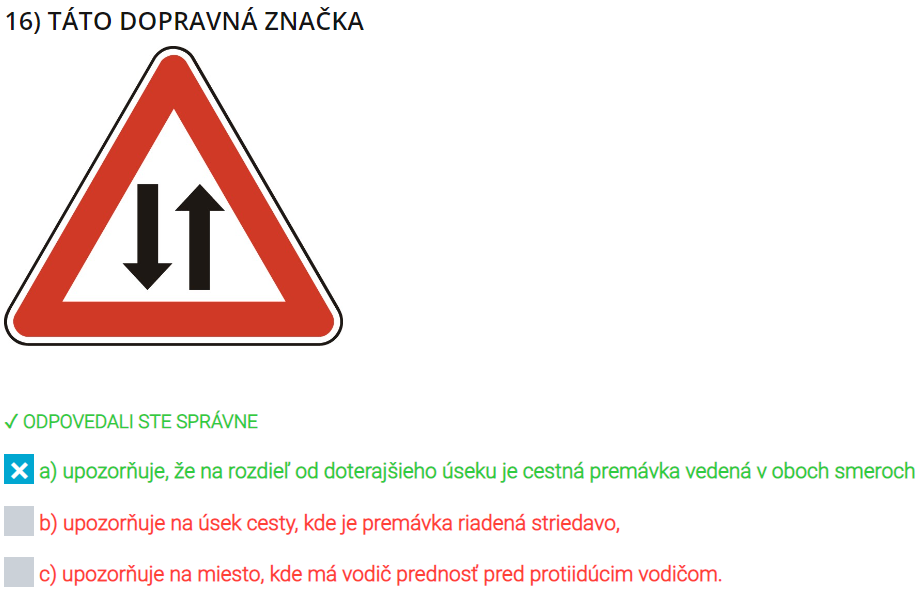 16) TÁTO DOPRAVNÁ ZNAČKA
✓ ODPOVEDALI STE SPRÁVNE
a) upozorňuje, že na rozdieľ od doterajšieho úseku je cestná premávka vedená v oboch smeroch
b) upozorňuje na úsek cesty, kde je premávka riadená striedavo,
c) upozorňuje na miesto, kde má vodič prednosť pred protiidúcim vodičom.